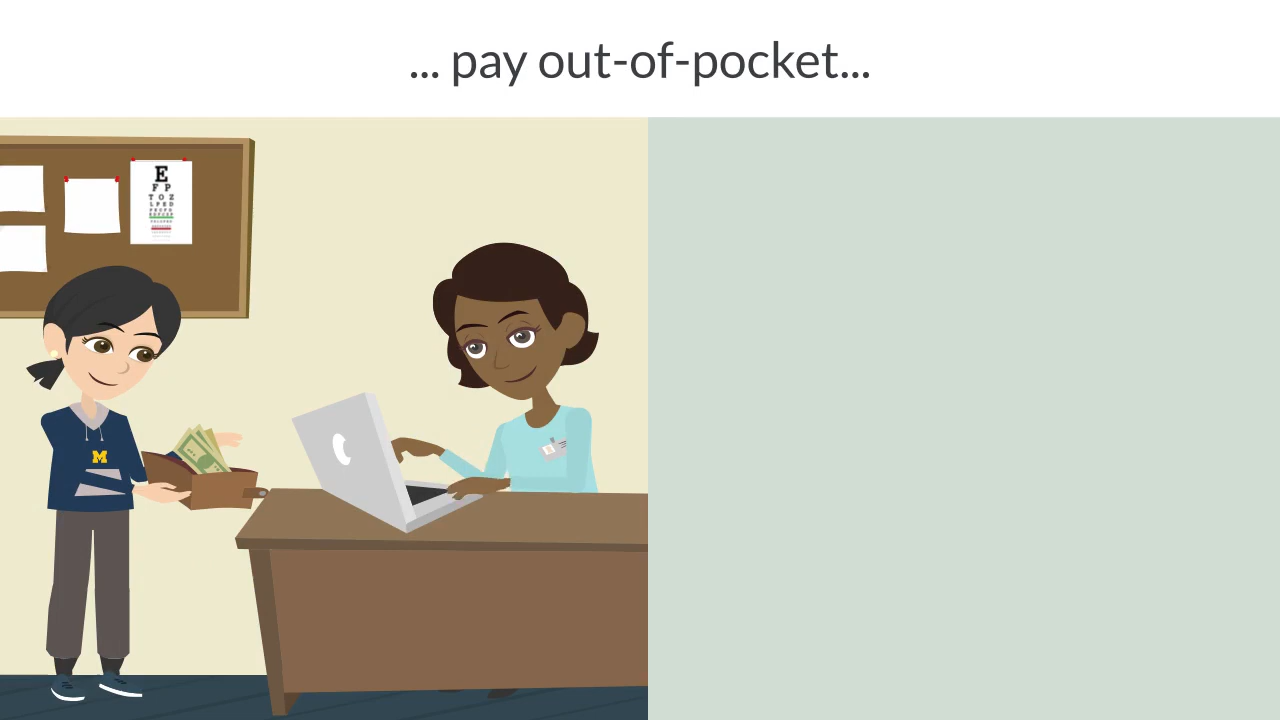 ... pay out-of-pocket...
E
F P
T O Z
L P E D
P E C F D
E D F C Z P
M